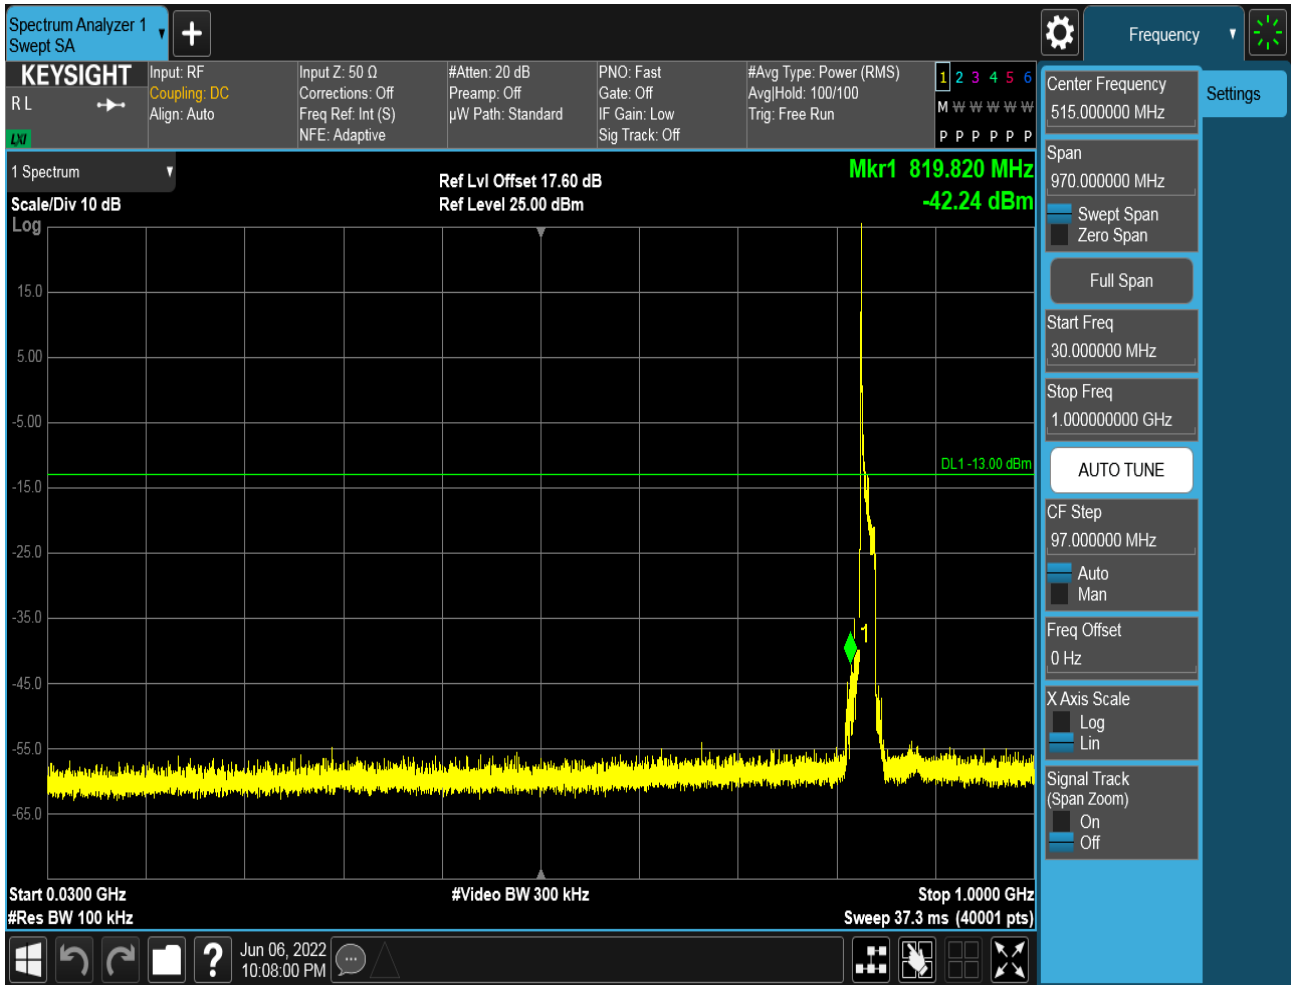 Spectrum Analyzer 1
Swept SA
Frequency
KEYSIGHT
R L
LXI
Input: RF
Coupling: DC
Align: Auto
Input Z: 50 Ω
Corrections: Off
Freq Ref: Int (S)
NFE: Adaptive
#Atten: 20 dB
Preamp: Off
µW Path: Standard
PNO: Fast
Gate: Off
IF Gain: Low
Sig Track: Off
#Avg Type: Power (RMS)
Avg|Hold: 100/100
Trig: Free Run
1 2 3 4 5 6
M W W W W W
P P P P P P
1 Spectrum
Scale/Div 10 dB
Log
Ref Lvl Offset 17.60 dB
Ref Level 25.00 dBm
Mkr1 819.820 MHz
-42.24 dBm
15.0
5.00
-5.00
DL1 -13.00 dBm
-15.0
-25.0
-35.0
1
-45.0
-55.0
-65.0
Start 0.0300 GHz
#Video BW 300 kHz
Stop 1.0000 GHz
#Res BW 100 kHz
Sweep 37.3 ms (40001 pts)
Jun 06, 2022
10:08:00 PM
Center Frequency
515.000000 MHz
Settings
Span
970.000000 MHz
Swept Span
Zero Span
Full Span
Start Freq
30.000000 MHz
Stop Freq
1.000000000 GHz
AUTO TUNE
CF Step
97.000000 MHz
Auto
Man
Freq Offset
0 Hz
X Axis Scale
Log
Lin
Signal Track
(Span Zoom)
On
Off